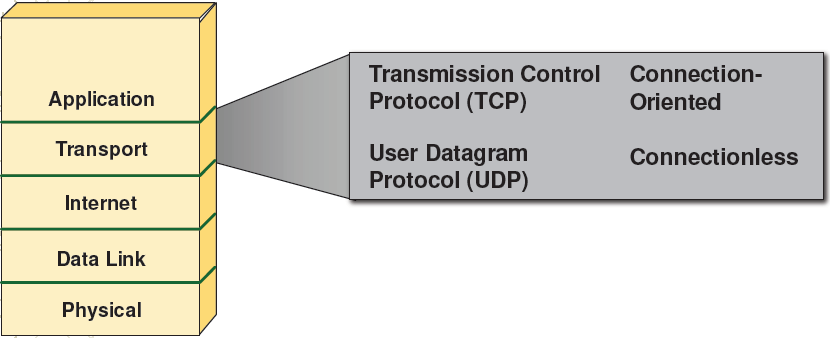 Application
Transport
Internet
Data Link
Physical
Transmission Control
Protocol (TCP)
Connection-
Oriented
User Datagram
Protocol (UDP)
Connectionless